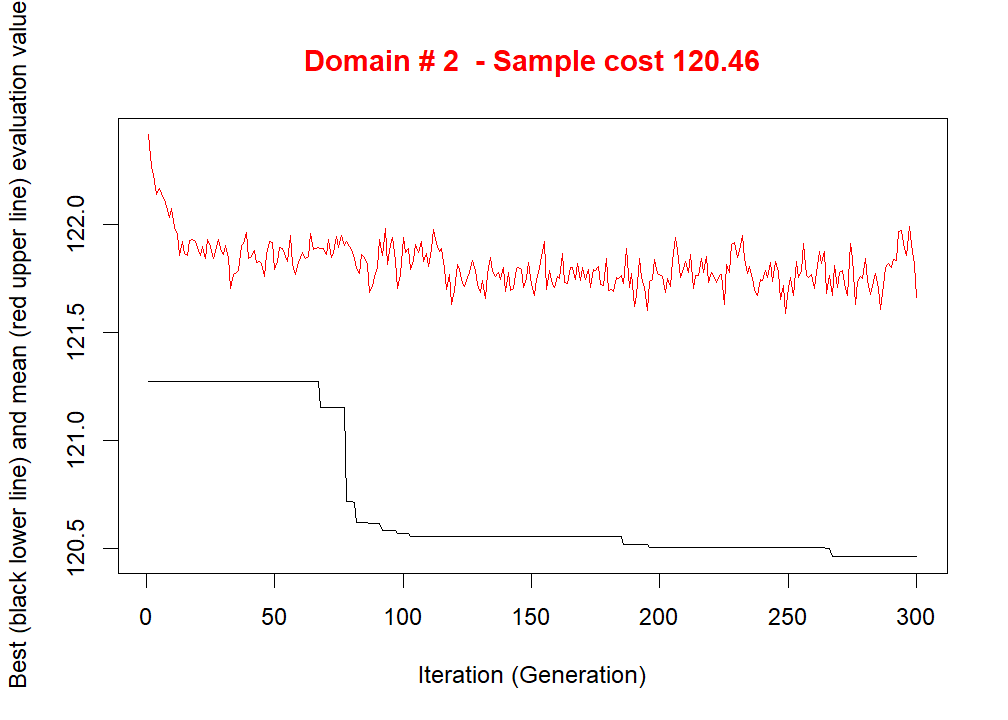 Domain # 2  - Sample cost 120.46
Best (black lower line) and mean (red upper line) evaluation value
122.0
121.5
121.0
120.5
0 50 100 150 200 250 300
Iteration (Generation)